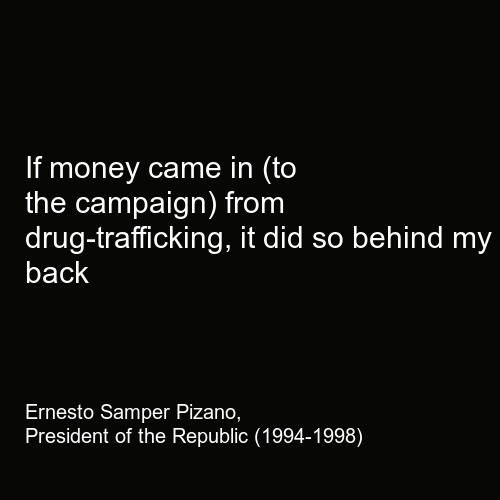 If money came in (to
the campaign) from
drug-trafficking, it did so behind my
back
Ernesto Samper Pizano,
President of the Republic (1994-1998)